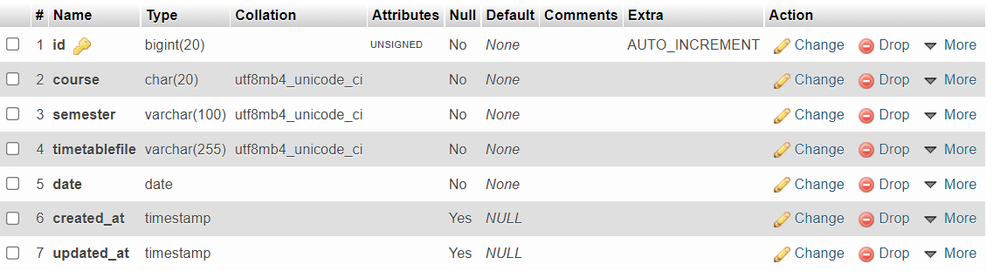 # Name Type Collation Attributes Null Default Comments Extra Action
1 id bigint(20) UNSIGNED No None AUTO_INCREMENT Change Drop More
2 course char(20) utf8mb4_unicode_ci No None Change Drop More
3 semester varchar(100) utf8mb4_unicode_ci No None Change Drop More
4 timetablefile varchar(255) utf8mb4_unicode_ci No None Change Drop More
5 date date No None Change Drop More
6 created_at timestamp Yes NULL Change Drop More
7 updated_at timestamp Yes NULL Change Drop More